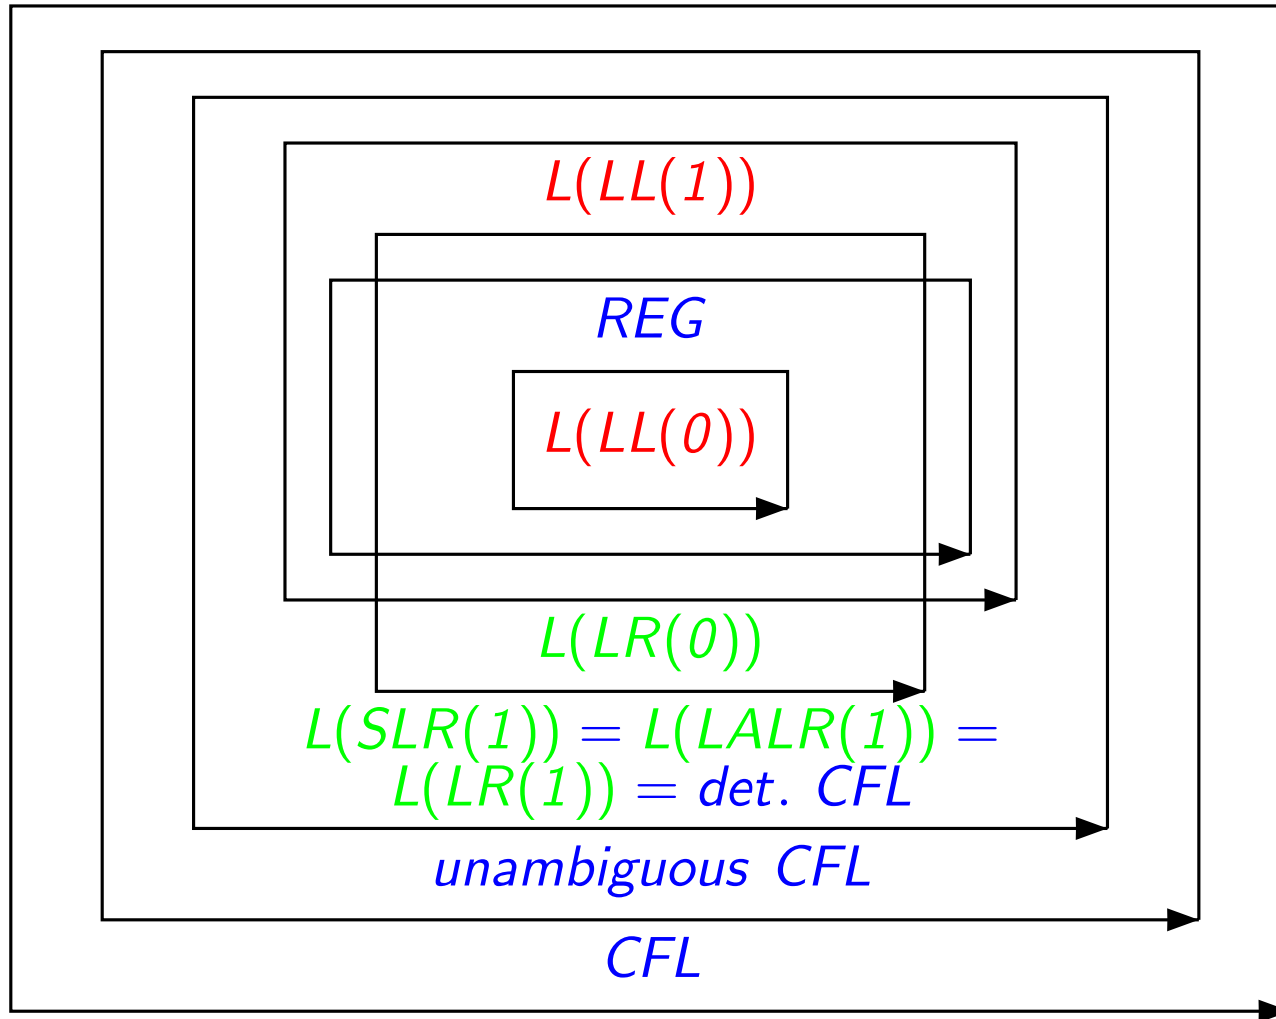 L(LL(1))
REG
L(LL(0))
L(LR(0))
L(SLR(1)) = L(LALR(1)) =
L(LR(1)) = det. CFL
unambiguous CFL
CFL